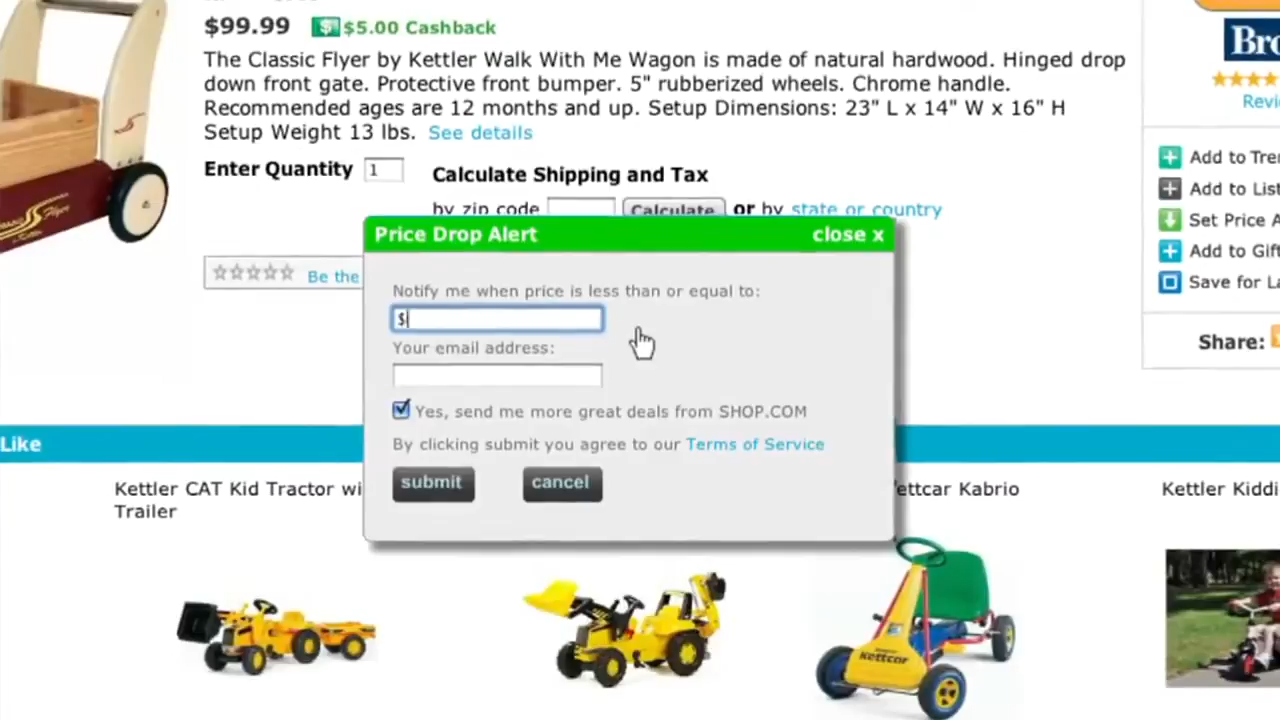 $99.99 $5.00 Cashback
The Classic Flyer by Kettler Walk With Me Wagon is made of natural hardwood. Hinged drop
down front gate. Protective front bumper. 5" rubberized wheels. Chrome handle.
Recommended ages are 12 months and up. Setup Dimensions: 23" L x 14" W x 16" H
Setup Weight 13 lbs. See details
Enter Quantity 1
Calculate Shipping and Tax
by zip code Calculate or by state or country
Be the
Price Drop Alert close x
Notify me when price is less than or equal to:
$
Your email address:
Yes, send me more great deals from SHOP.COM
By clicking submit you agree to our Terms of Service
submit cancel
Bro
Revi
Add to Tre
Add to List
Set Price A
Add to Gift
Save for La
Share:
Like
Kettler CAT Kid Tractor wi
Trailer
ettcar Kabrio
Kettler Kiddi
kettcar